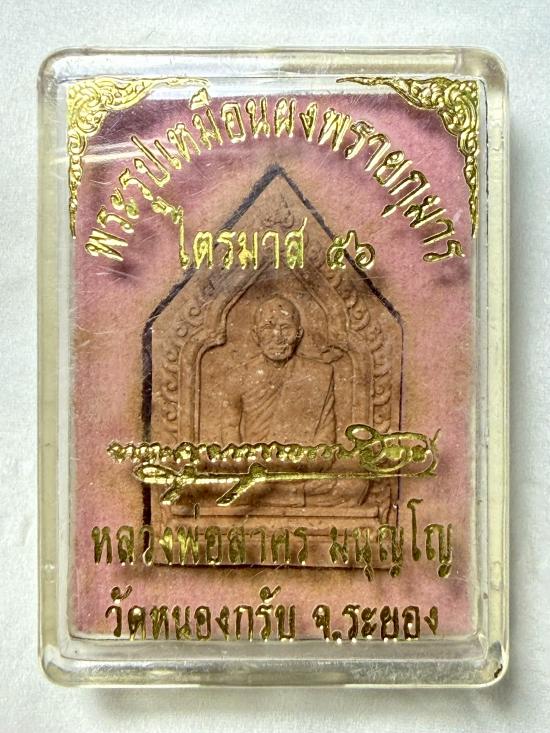 พระรูปเหมือนผงพรายกุมาร
ไตรมาส ๕๖
หลวงพ่อสาคร มนุญโญ
วัดหนองกรับ จ.ระยอง